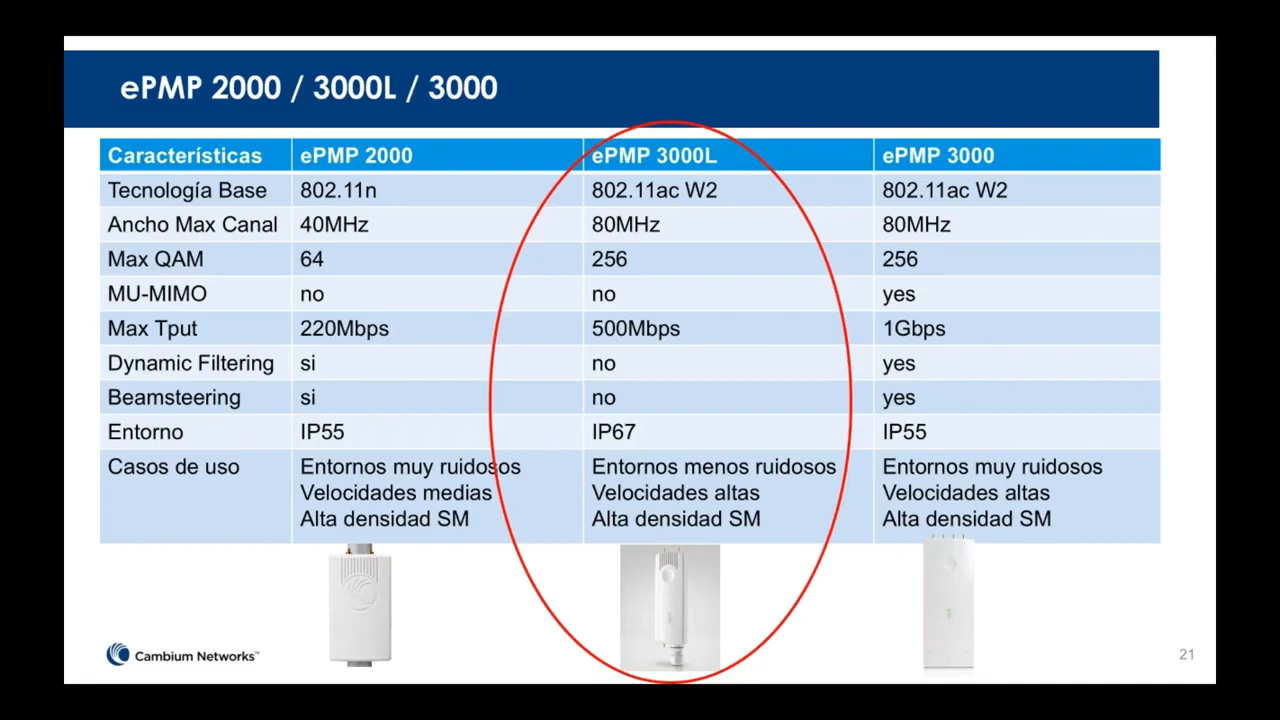 ePMP 2000 / 3000L / 3000
Características ePMP 2000 ePMP 3000L ePMP 3000
Tecnología Base 802.11n 802.11ac W2 802.11ac W2
Ancho Max Canal 40MHz 80MHz 80MHz
Max QAM 64 256 256
MU-MIMO no no yes
Max Tput 220Mbps 500Mbps 1Gbps
Dynamic Filtering si no yes
Beamsteering si no yes
Entorno IP55 IP67 IP55
Casos de uso Entornos muy ruidosos Entornos menos ruidosos Entornos muy ruidosos
Velocidades medias Velocidades altas Velocidades altas
Alta densidad SM Alta densidad SM Alta densidad SM
Cambium Networks™
21